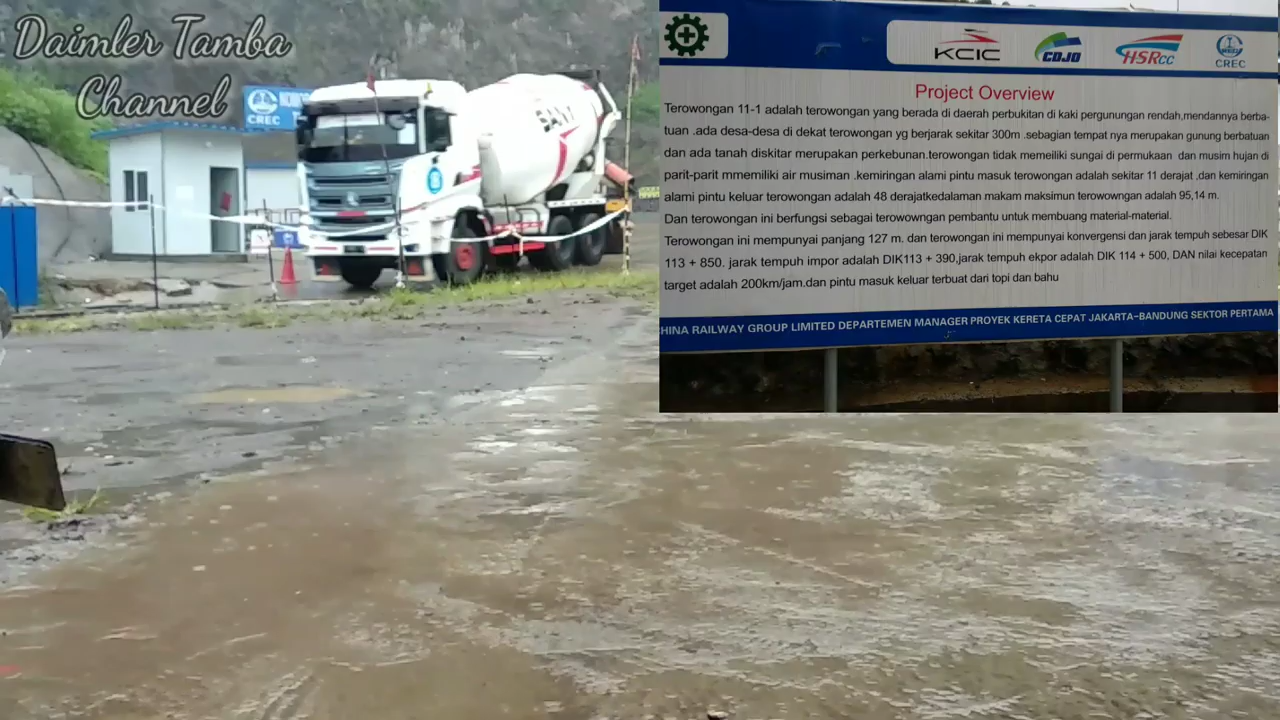 Daimler Tamba
Channel
CREC
SANY
KCIC
CDJO
HSRCC
CREC
Project Overview
Terowongan 11-1 adalah terowongan yang berada di daerah perbukitan di kaki pergunungan rendah,mendannya berba-
tuan .ada desa-desa di dekat terowongan yg berjarak sekitar 300m .sebagian tempat nya merupakan gunung berbatuan
dan ada tanah diskitar merupakan perkebunan.terowongan tidak memeiliki sungai di permukaan dan musim hujan di
parit-parit mmemiliki air musiman .kemiringan alami pintu masuk terowongan adalah sekitar 11 derajat ,dan kemiringan
alami pintu keluar terowongan adalah 48 derajatkedalaman makam maksimun terowowngan adalah 95,14 m.
Dan terowongan ini berfungsi sebagai terowowngan pembantu untuk membuang material-material.
Terowongan ini mempunyai panjang 127 m. dan terowongan ini mempunyai konvergensi dan jarak tempuh sebesar DIK
113 + 850. jarak tempuh impor adalah DIK113 + 390,jarak tempuh ekpor adalah DIK 114 + 500, DAN nilai kecepatan
target adalah 200km/jam.dan pintu masuk keluar terbuat dari topi dan bahu
HINA RAILWAY GROUP LIMITED DEPARTEMEN MANAGER PROYEK KERETA CEPAT JAKARTA-BANDUNG SEKTOR PERTAMA